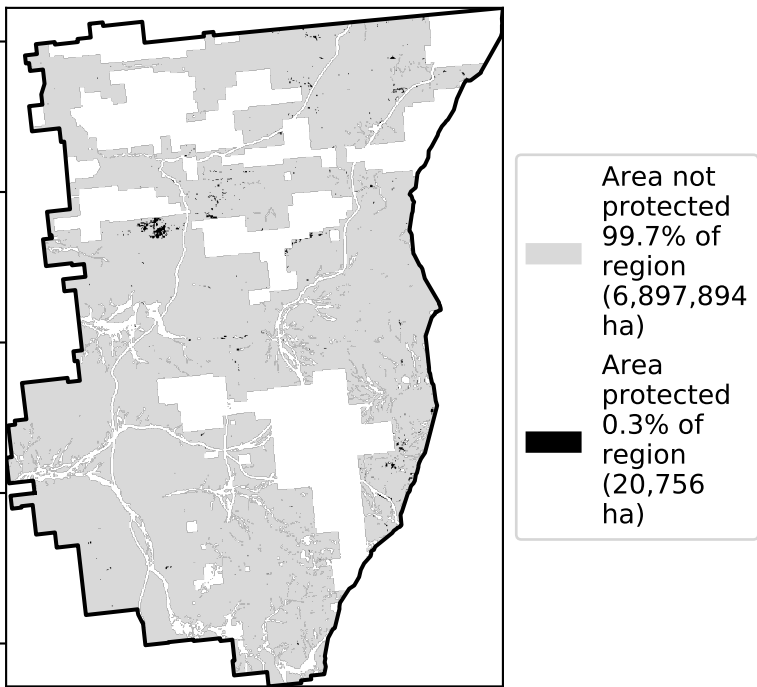 Area not
protected
99.7% of
region
(6,897,894
ha)
Area
protected
0.3% of
region
(20,756
ha)